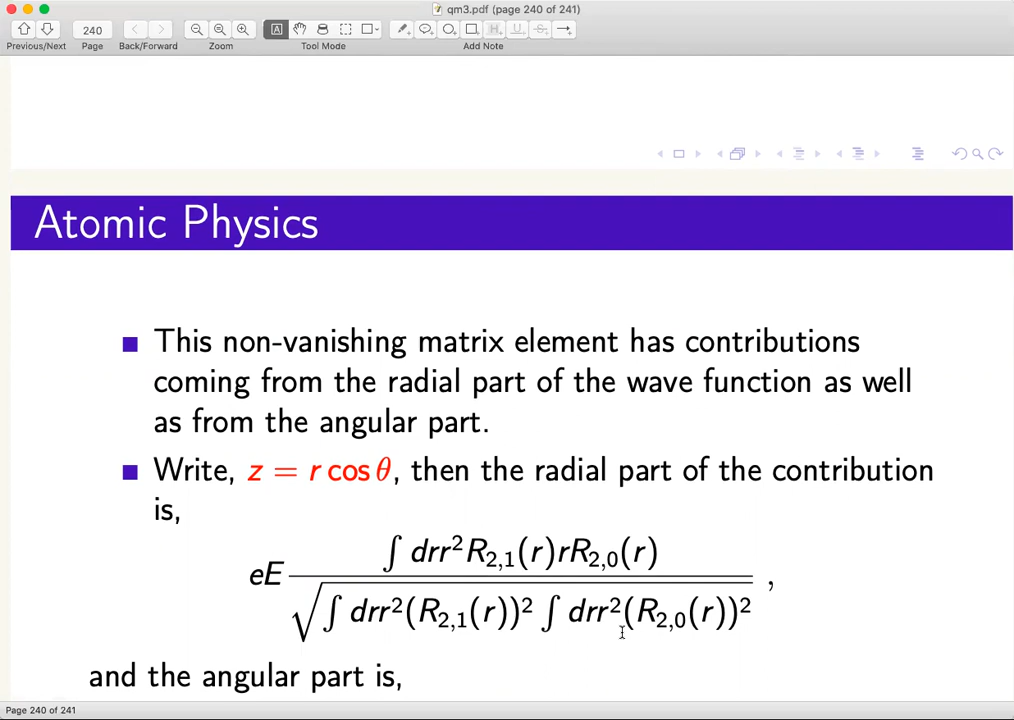 qm3.pdf (page 240 of 241)
240
Previous/Next Page Back/Forward Zoom Tool Mode Add Note
Atomic Physics
This non-vanishing matrix element has contributions
coming from the radial part of the wave function as well
as from the angular part.
Write, z = r cos θ, then the radial part of the contribution
is,
eE ∫ drr²R₂,₁(r)rR₂,₀(r) / √(∫ drr²(R₂,₁(r))² ∫ drr²(R₂,₀(r))²) ,
and the angular part is,
Page 240 of 241